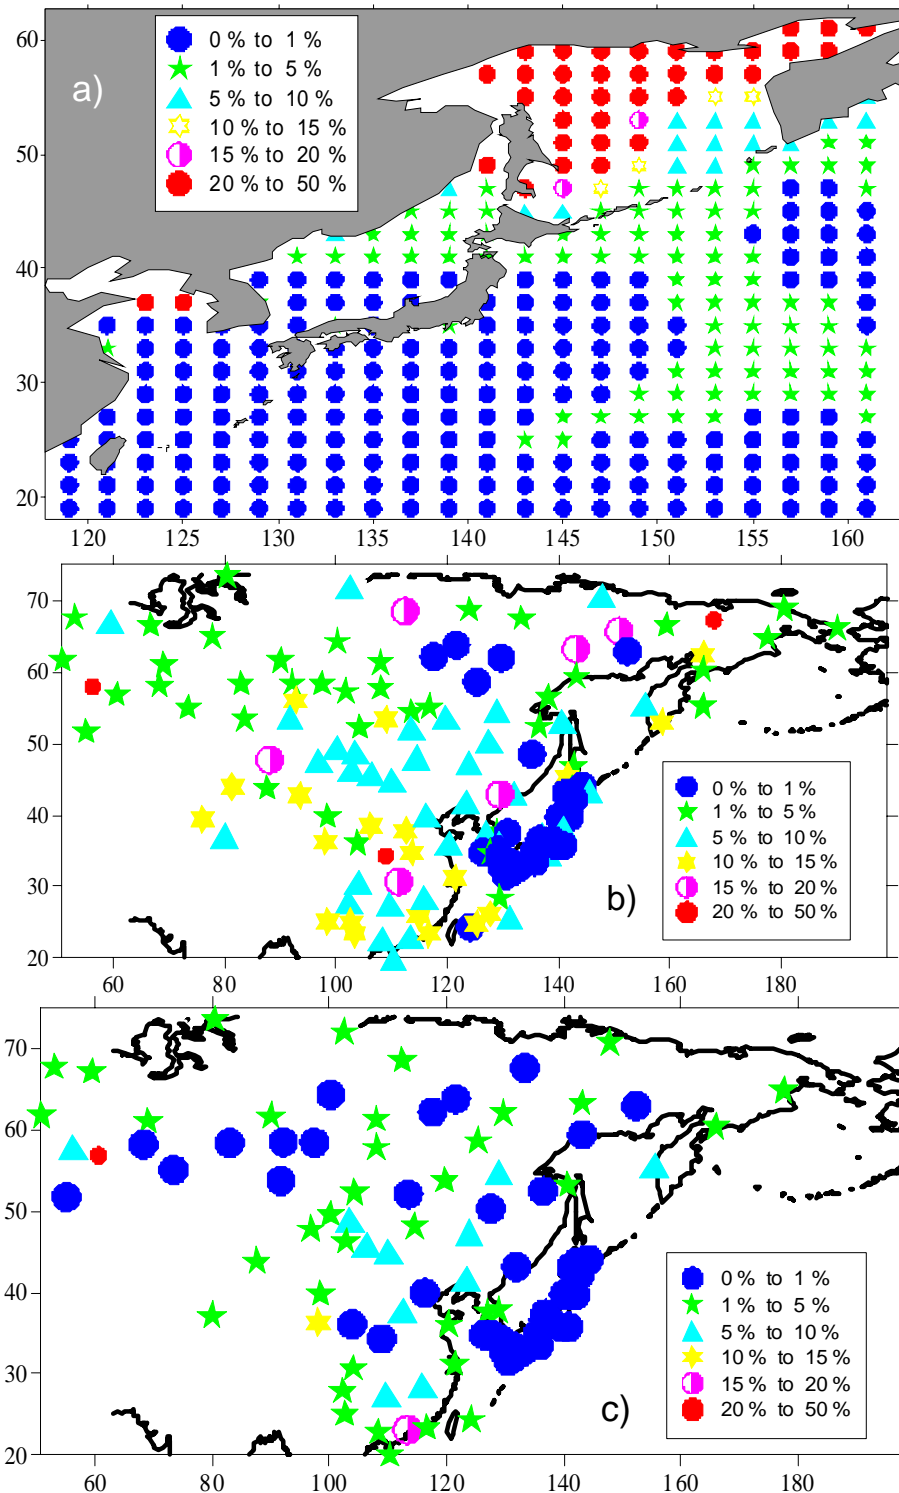 60
50
40
30
20
a)
0 % to 1 %
1 % to 5 %
5 % to 10 %
10 % to 15 %
15 % to 20 %
20 % to 50 %
120 125 130 135 140 145 150 155 160
70
60
50
40
30
20
0 % to 1 %
1 % to 5 %
5 % to 10 %
10 % to 15 %
15 % to 20 %
20 % to 50 %
b)
60 80 100 120 140 160 180
70
60
50
40
30
20
0 % to 1 %
1 % to 5 %
5 % to 10 %
10 % to 15 %
15 % to 20 %
20 % to 50 %
c)
60 80 100 120 140 160 180